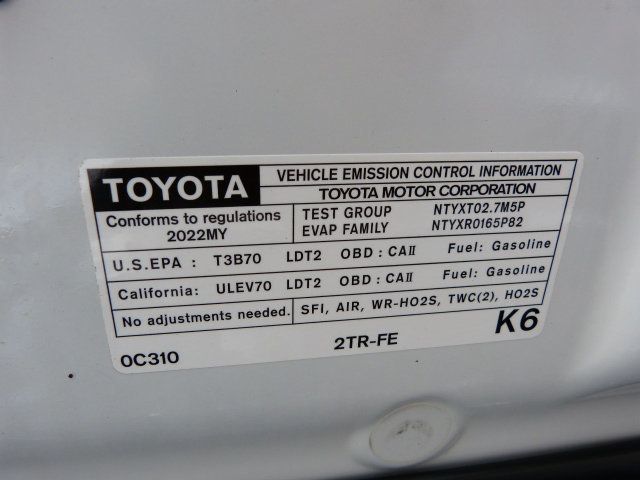 TOYOTA
VEHICLE EMISSION CONTROL INFORMATION
TOYOTA MOTOR CORPORATION
Conforms to regulations
2022MY
TEST GROUP NTYXT02.7M5P
EVAP FAMILY NTYXR0165P82
U.S.EPA : T3B70 LDT2 OBD : CAII Fuel: Gasoline
California: ULEV70 LDT2 OBD : CAII Fuel: Gasoline
No adjustments needed. SFI, AIR, WR-HO2S, TWC(2), HO2S
0C310 2TR-FE K6